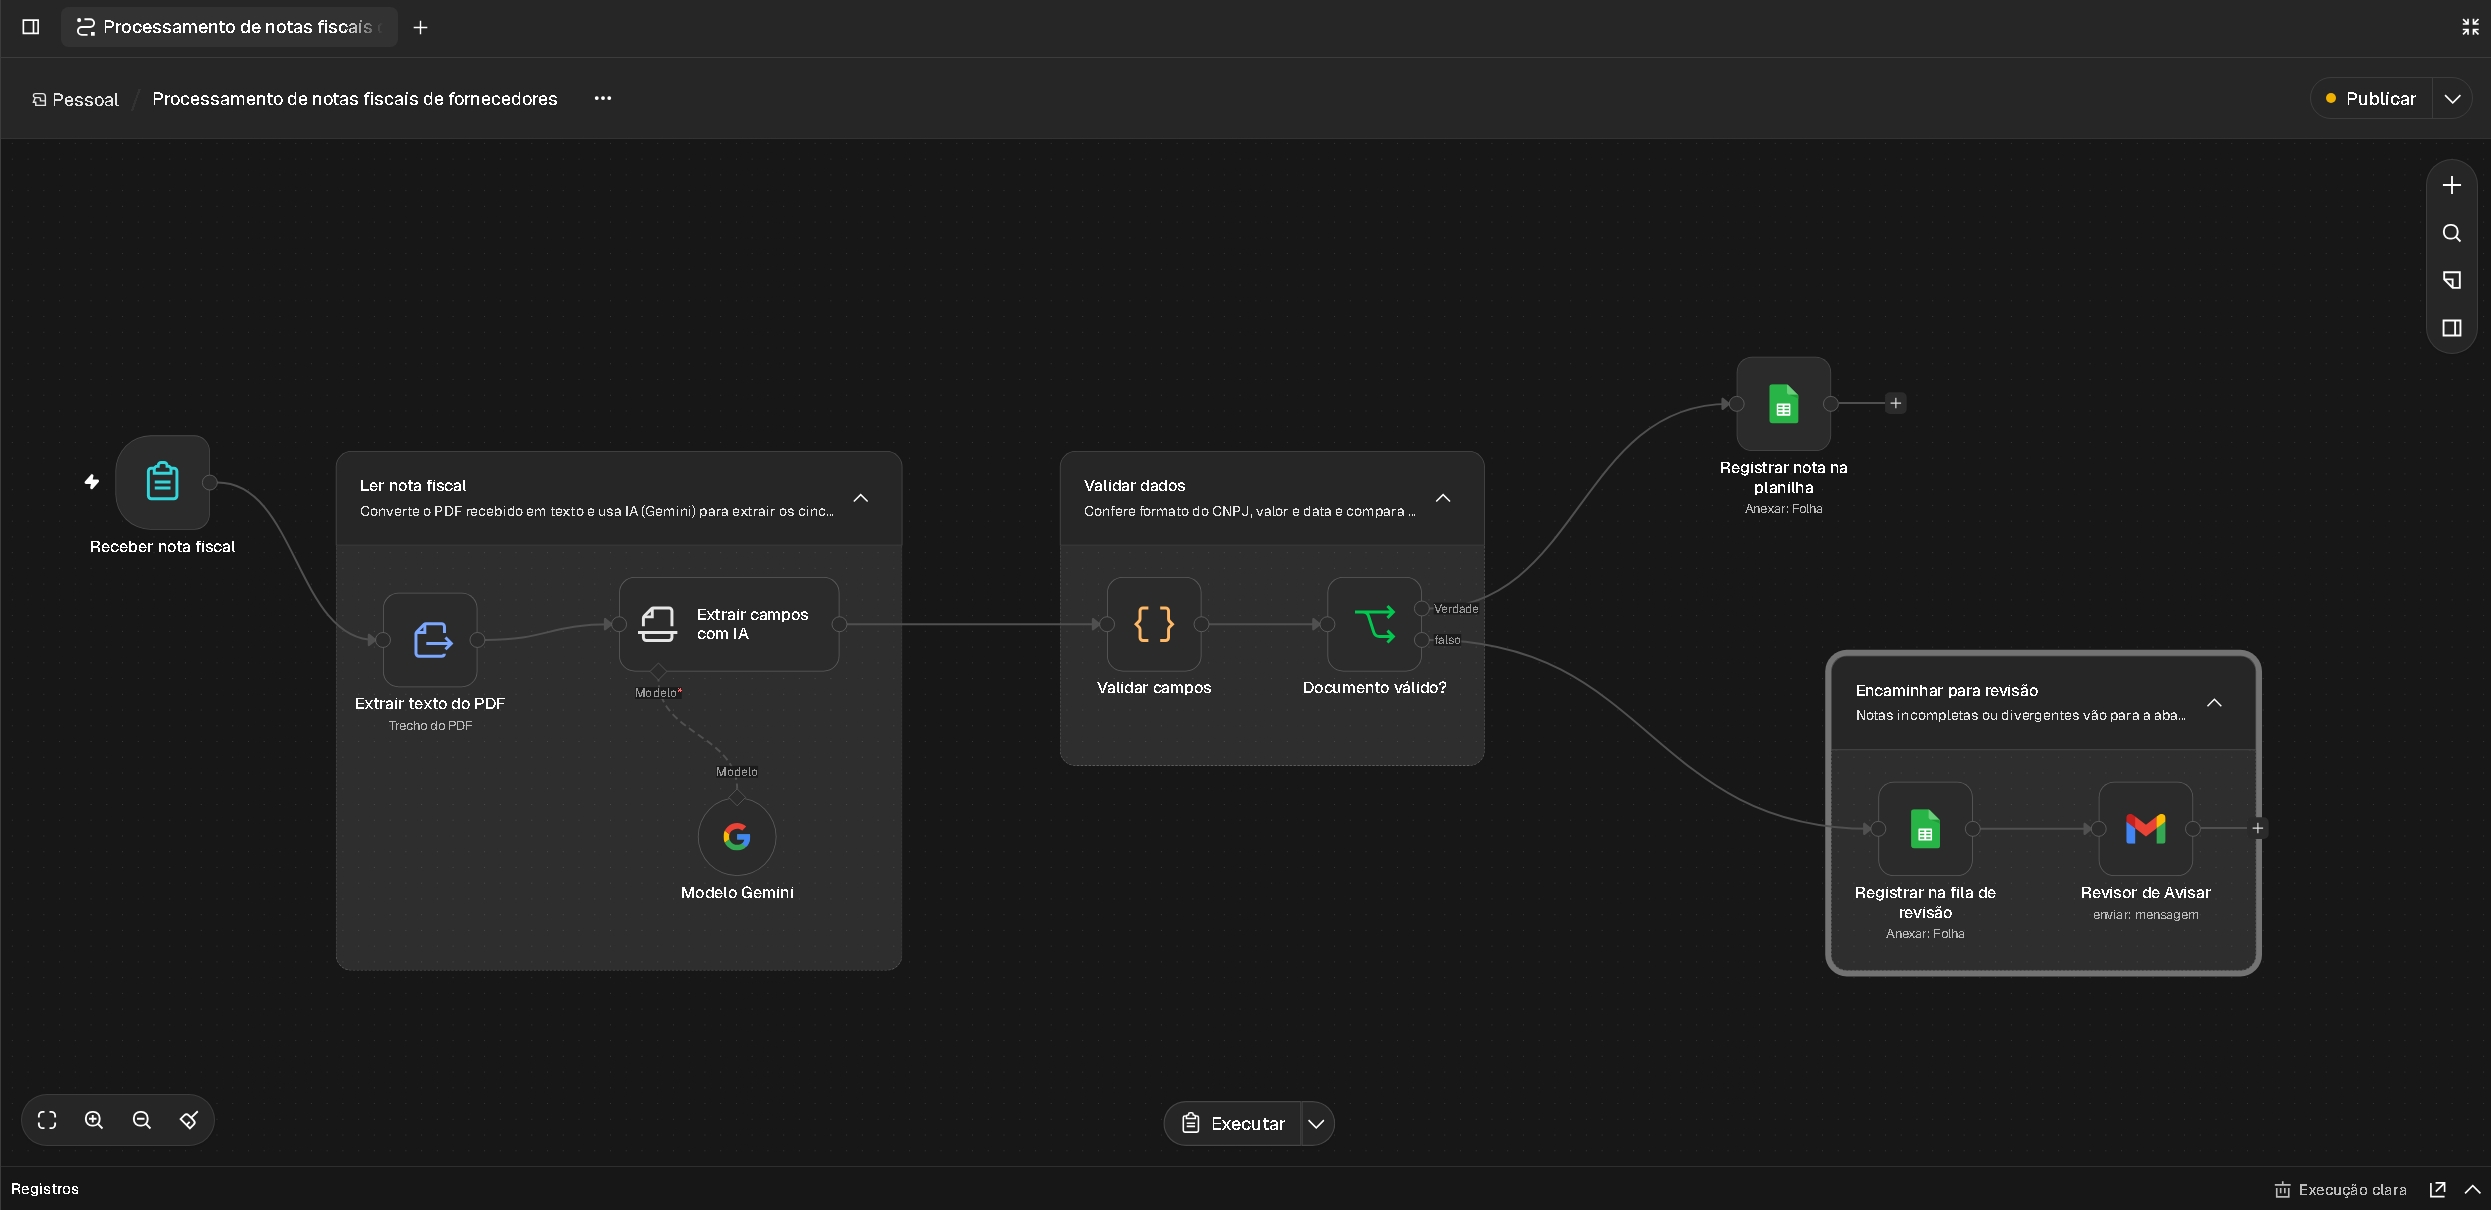 Processamento de notas fiscais
Pessoal / Processamento de notas fiscais de fornecedores
Publicar
Receber nota fiscal
Ler nota fiscal
Converte o PDF recebido em texto e usa IA (Gemini) para extrair os cinc...
Extrair texto do PDF
Trecho do PDF
Extrair campos
com IA
Modelo*
Modelo
Modelo Gemini
Validar dados
Confere formato do CNPJ, valor e data e compara ...
Validar campos
Documento válido?
Verdade
falso
Registrar nota na
planilha
Anexar: Folha
Encaminhar para revisão
Notas incompletas ou divergentes vão para a aba...
Registrar na fila de
revisão
Anexar: Folha
Revisor de Avisar
enviar: mensagem
Executar
Registros
Execução clara